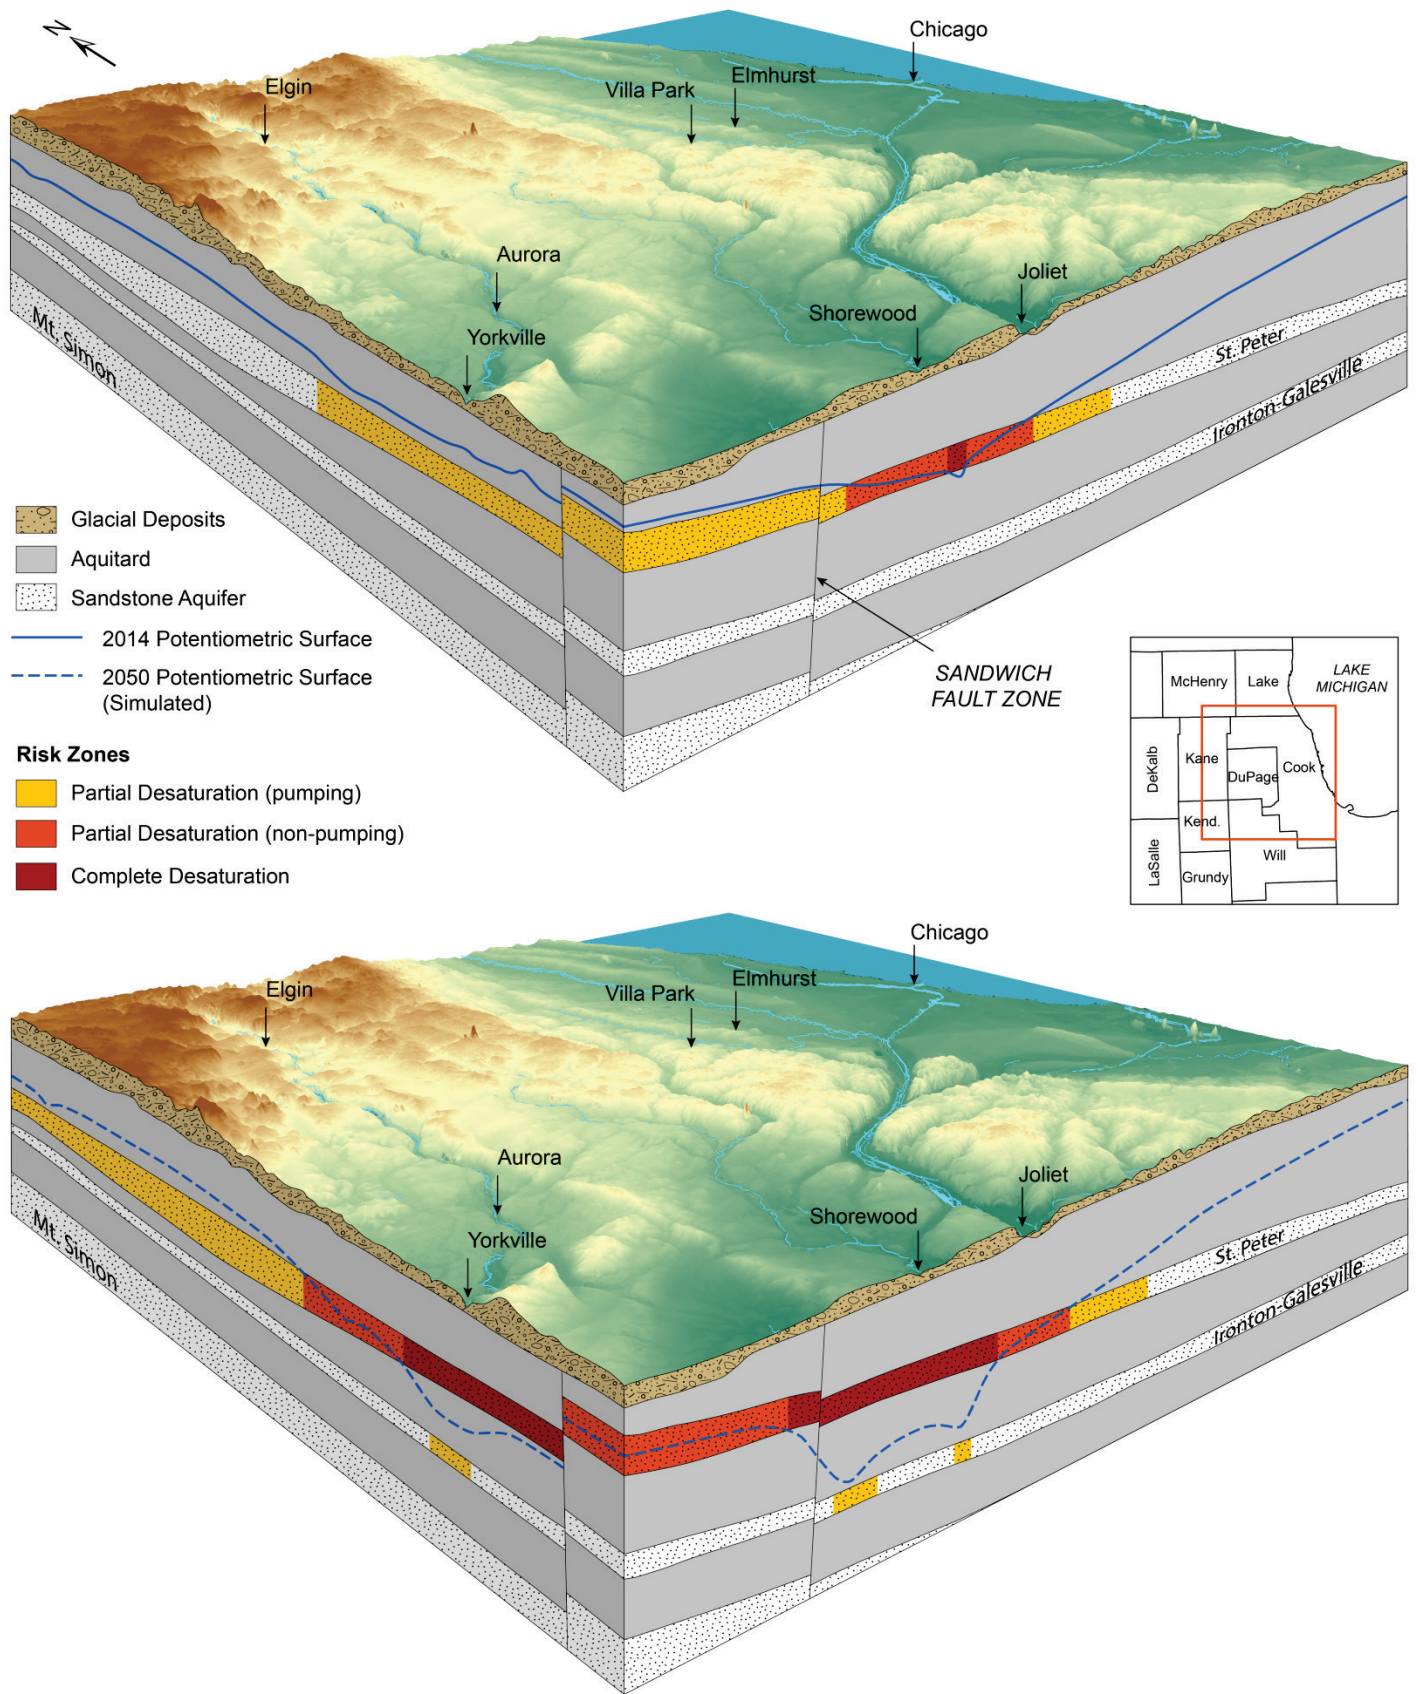 N
Chicago
Elmhurst
Villa Park
Elgin
Aurora
Joliet
Shorewood
Yorkville
Mt. Simon
St. Peter
Ironton-Galesville
Glacial Deposits
Aquitard
Sandstone Aquifer
2014 Potentiometric Surface
2050 Potentiometric Surface
(Simulated)
SANDWICH
FAULT ZONE
Risk Zones
Partial Desaturation (pumping)
Partial Desaturation (non-pumping)
Complete Desaturation
McHenry
Lake
LAKE
MICHIGAN
DeKalb
Kane
DuPage
Cook
Kend.
LaSalle
Will
Grundy
Chicago
Elmhurst
Villa Park
Elgin
Aurora
Joliet
Shorewood
Yorkville
Mt. Simon
St. Peter
Ironton-Galesville